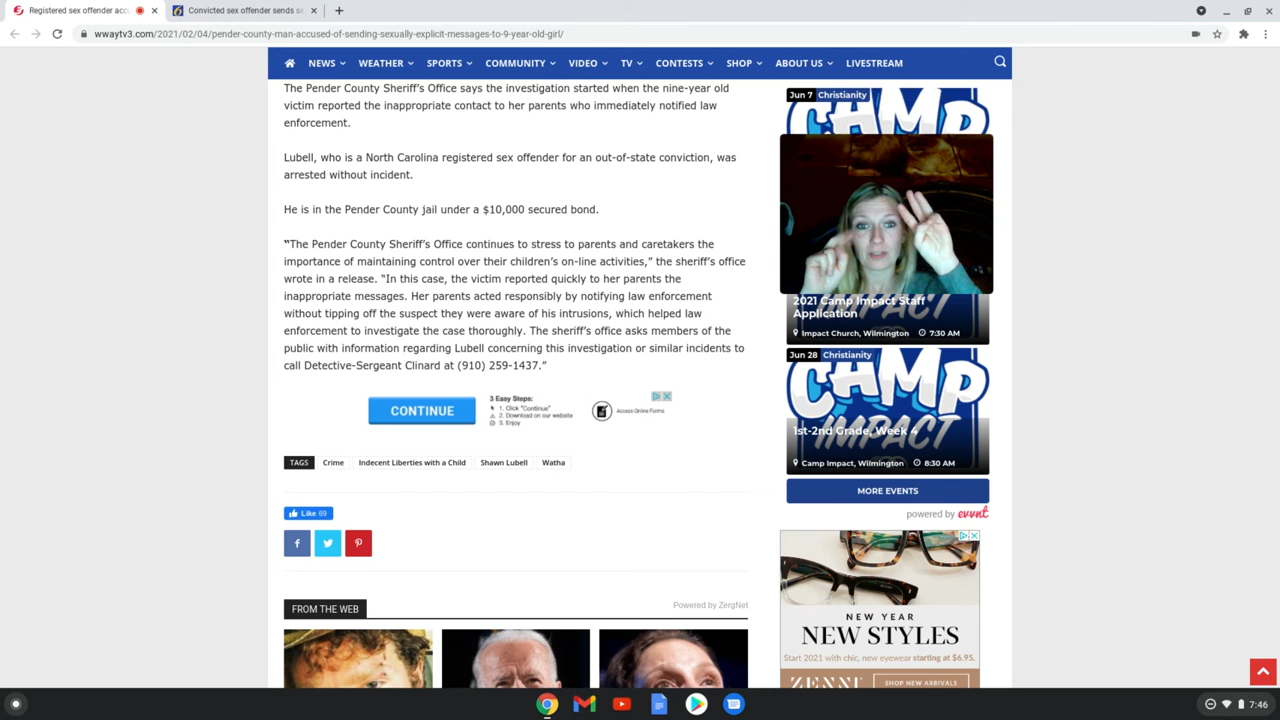 Registered sex offender acc
Convicted sex offender sends se
wwaytv3.com/2021/02/04/pender-county-man-accused-of-sending-sexually-explicit-messages-to-9-year-old-girl/
NEWS WEATHER SPORTS COMMUNITY VIDEO TV CONTESTS SHOP ABOUT US LIVESTREAM
The Pender County Sheriff's Office says the investigation started when the nine-year old
victim reported the inappropriate contact to her parents who immediately notified law
enforcement.
Lubell, who is a North Carolina registered sex offender for an out-of-state conviction, was
arrested without incident.
He is in the Pender County jail under a $10,000 secured bond.
"The Pender County Sheriff's Office continues to stress to parents and caretakers the
importance of maintaining control over their children's on-line activities," the sheriff's office
wrote in a release. "In this case, the victim reported quickly to her parents the
inappropriate messages. Her parents acted responsibly by notifying law enforcement
without tipping off the suspect they were aware of his intrusions, which helped law
enforcement to investigate the case thoroughly. The sheriff's office asks members of the
public with information regarding Lubell concerning this investigation or similar incidents to
call Detective-Sergeant Clinard at (910) 259-1437."
CONTINUE
3 Easy Steps:
1. Click "Continue"
2. Download on our website
3. Enjoy
Access Online Forms
TAGS Crime Indecent Liberties with a Child Shawn Lubell Watha
Like 69
FROM THE WEB
Powered by ZergNet
Jun 7 Christianity
CAMP
2021 Camp Impact Staff
Application
Impact Church, Wilmington 7:30 AM
Jun 28 Christianity
CAMP
IMPACT
1st-2nd Grade, Week 4
Camp Impact, Wilmington 8:30 AM
MORE EVENTS
powered by evvnt
NEW YEAR
NEW STYLES
Start 2021 with chic, new eyewear starting at $6.95.
ZENNI
SHOP NEW ARRIVALS
7:46